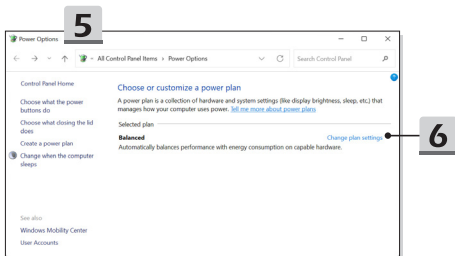 5
Power Options
All Control Panel Items > Power Options
Search Control Panel
Control Panel Home
Choose what the power
buttons do
Choose what closing the lid
does
Create a power plan
Change when the computer
sleeps
Choose or customize a power plan
A power plan is a collection of hardware and system settings (like display brightness, sleep, etc.) that
manages how your computer uses power. Tell me more about power plans
Selected plan
Balanced
Change plan settings
Automatically balances performance with energy consumption on capable hardware.
6
See also
Windows Mobility Center
User Accounts